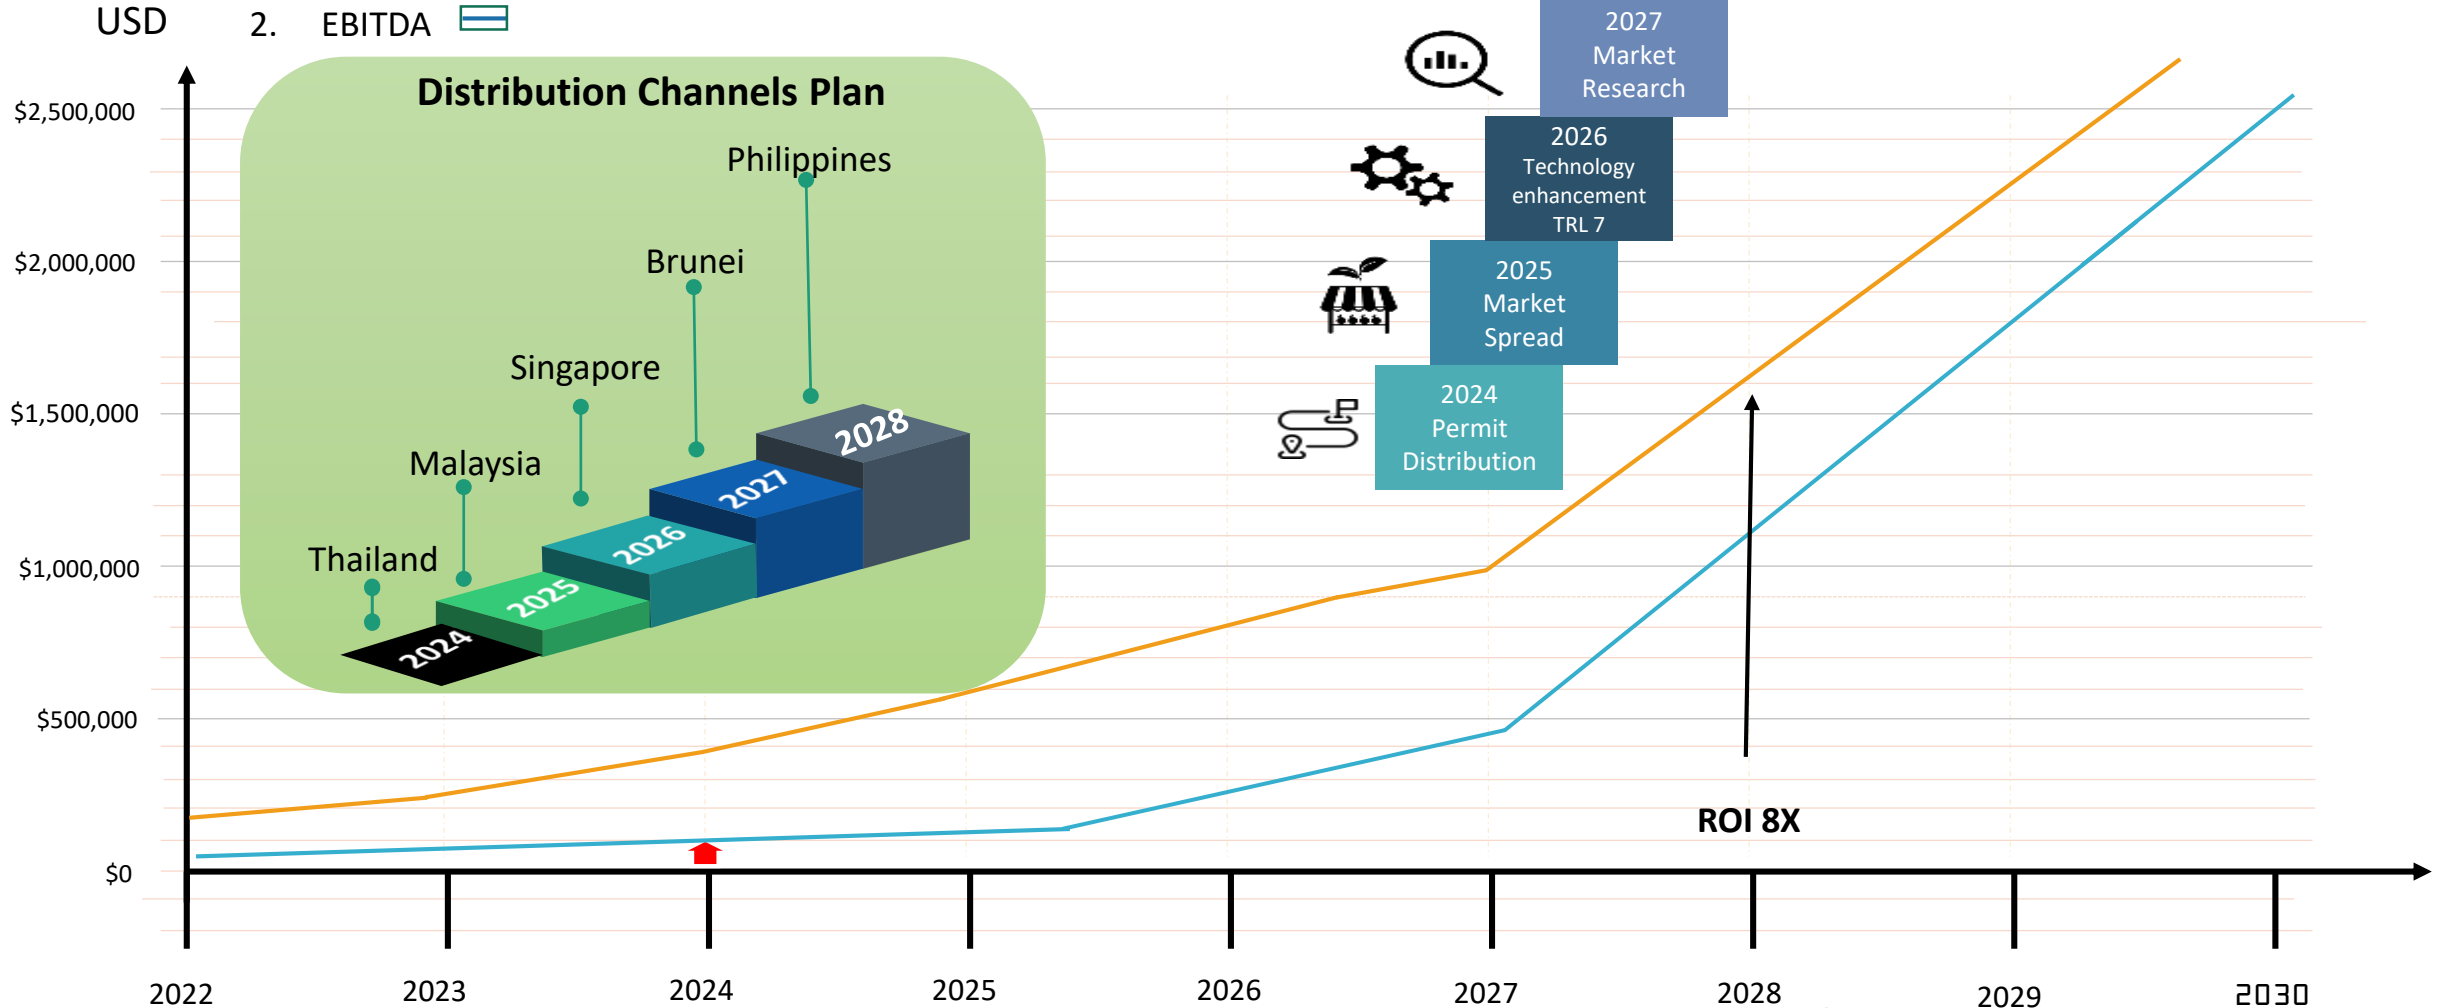 USD
2. EBITDA
Distribution Channels Plan
Philippines
Brunei
Singapore
Malaysia
Thailand
2024
2025
2026
2027
2028
2027
Market
Research
2026
Technology
enhancement
TRL 7
2025
Market
Spread
2024
Permit
Distribution
$2,500,000
$2,000,000
$1,500,000
$1,000,000
$500,000
$0
ROI 8X
2022
2023
2024
2025
2026
2027
2028
2029
2030